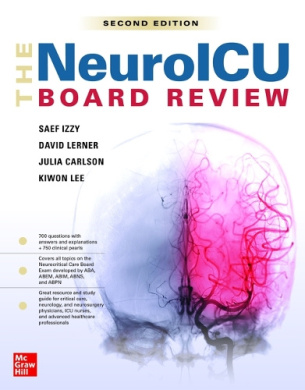 SECOND EDITION
THE
NeuroICU
BOARD REVIEW
SAEF IZZY
DAVID LERNER
JULIA CARLSON
KIWON LEE
700 questions with
answers and explanations
+ 750 clinical pearls
Covers all topics on the
Neurocritical Care Board
Exam developed by ABA,
ABEM, ABIM, ABNS,
and ABPN
Great resource and study
guide for critical care,
neurology, and neurosurgery
physicians, ICU nurses,
and advanced healthcare
professionals
Mc
Graw
Hill